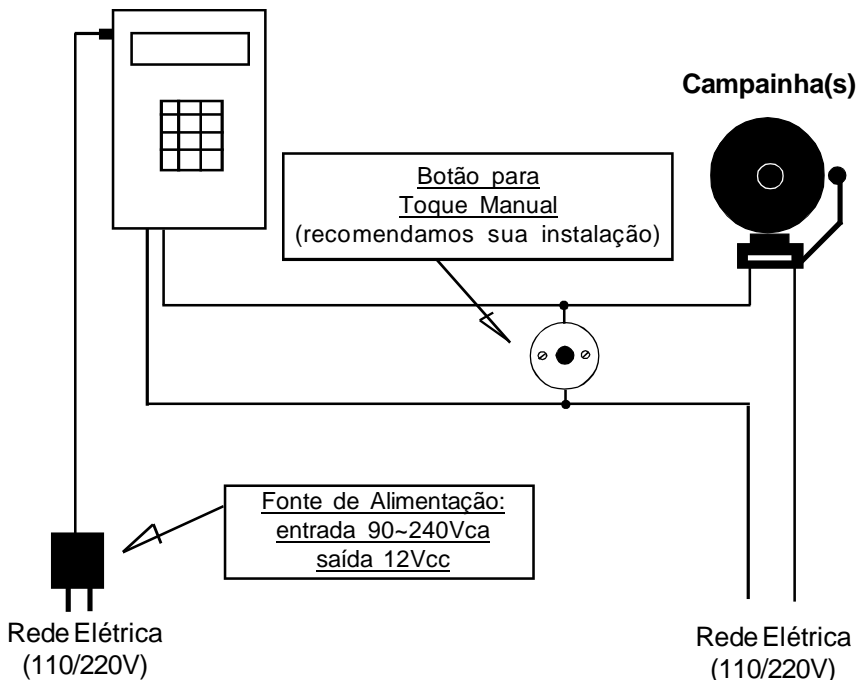 Campainha(s)
Botão para
Toque Manual
(recomendamos sua instalação)
Fonte de Alimentação:
entrada 90~240Vca
saída 12Vcc
Rede Elétrica
(110/220V)
Rede Elétrica
(110/220V)